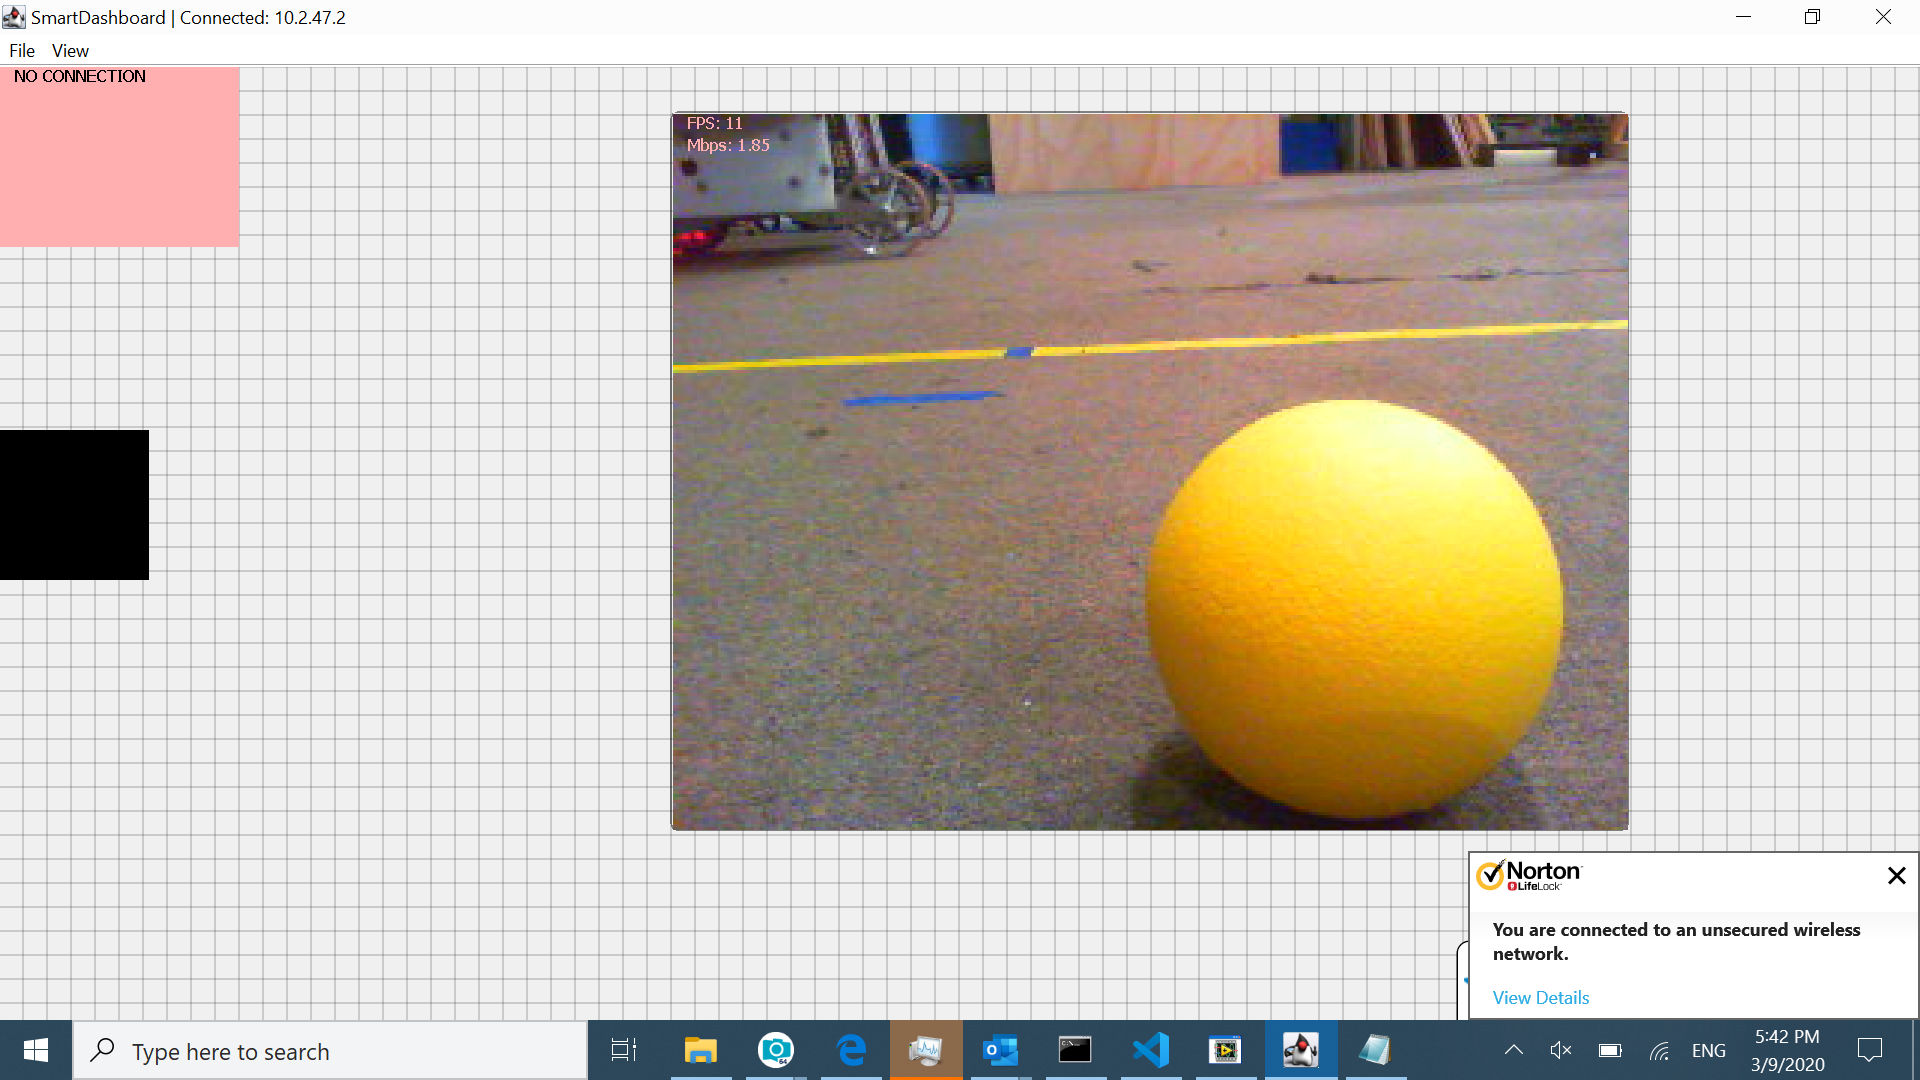 SmartDashboard | Connected: 10.2.47.2
File View
NO CONNECTION
FPS: 11
Mbps: 1.85
Norton
LifeLock
You are connected to an unsecured wireless
network.
View Details
Type here to search
64
C:\
ENG
5:42 PM
3/9/2020